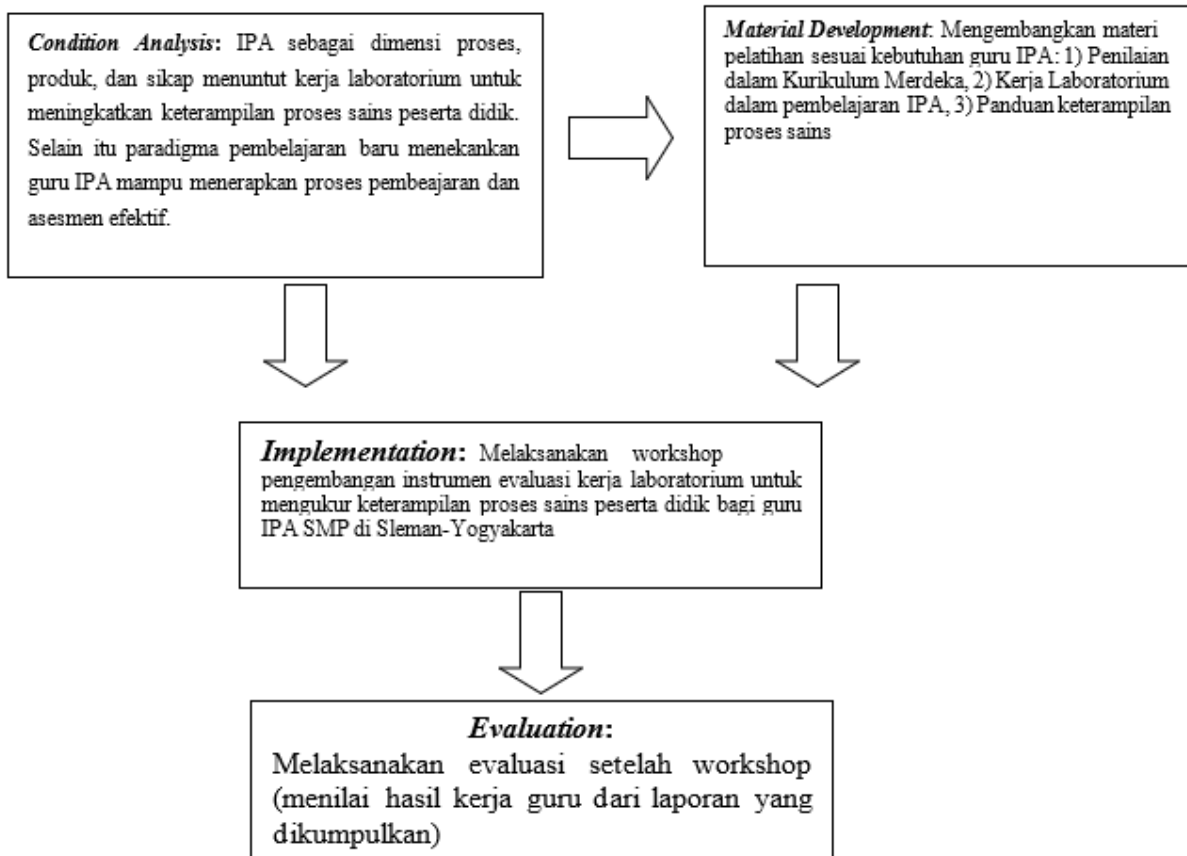 Condition Analysis: IPA sebagai dimensi proses,
produk, dan sikap menuntut kerja laboratorium untuk
meningkatkan keterampilan proses sains peserta didik.
Selain itu paradigma pembelajaran baru menekankan
guru IPA mampu menerapkan proses pembeajaran dan
asesmen efektif.
Material Development: Mengembangkan materi
pelatihan sesuai kebutuhan guru IPA: 1) Penilaian
dalam Kurikulum Merdeka, 2) Kerja Laboratorium
dalam pembelajaran IPA, 3) Panduan keterampilan
proses sains
Implementation: Melaksanakan workshop
pengembangan instrumen evaluasi kerja laboratorium untuk
mengukur keterampilan proses sains peserta didik bagi guru
IPA SMP di Sleman-Yogyakarta
Evaluation:
Melaksanakan evaluasi setelah workshop
(menilai hasil kerja guru dari laporan yang
dikumpulkan)